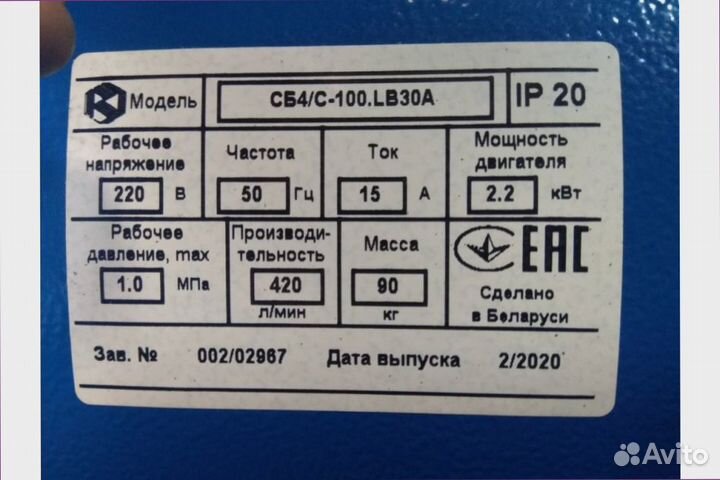 Модель СБ4/С-100.LB30А IP 20
Рабочее напряжение 220 В
Частота 50 Гц
Ток 15 А
Мощность двигателя 2.2 кВт
Рабочее давление, max 1.0 МПа
Производи-
тельность 420 л/мин
Масса 90 кг
ЕАС
Сделано
в Беларуси
Зав. № 002/02967 Дата выпуска 2/2020
Avito